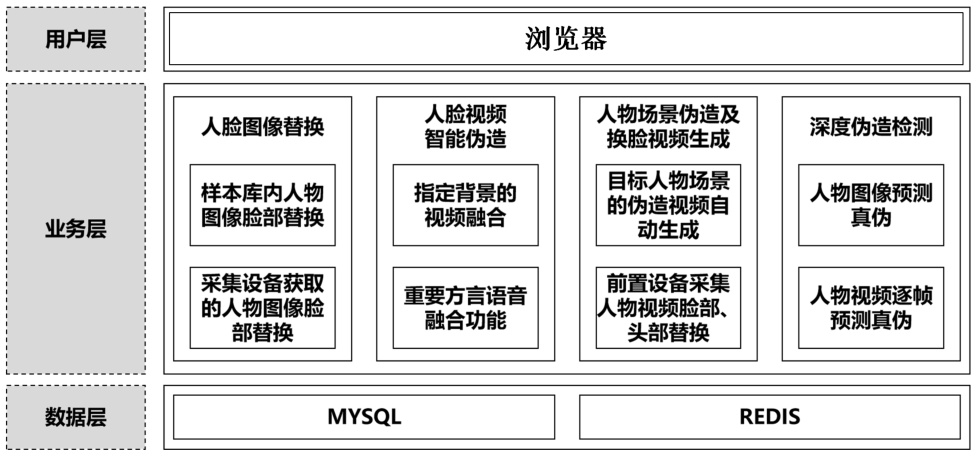 用户层
浏览器
业务层
人脸图像替换
样本库内人物
图像脸部替换
采集设备获取
的人物图像脸
部替换
人脸视频
智能伪造
指定背景的
视频融合
重要方言语音
融合功能
人物场景伪造及
换脸视频生成
目标人物场景
的伪造视频自
动生成
前置设备采集
人物视频脸部、
头部替换
深度伪造检测
人物图像预测
真伪
人物视频逐帧
预测真伪
数据层
MYSQL
REDIS